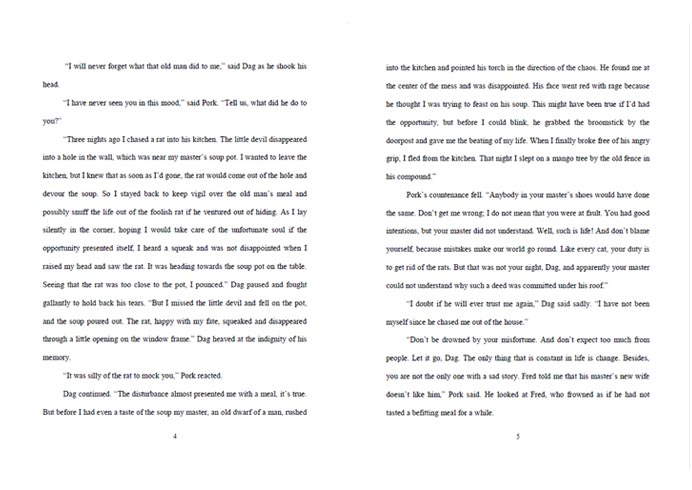 “I will never forget what that old man did to me,” said Dag as he shook his
head.
“I have never seen you in this mood,” said Pork. “Tell us, what did he do to
you?”
“Three nights ago I chased a rat into his kitchen. The little devil disappeared
into a hole in the wall, which was near my master’s soup pot. I wanted to leave the
kitchen, but I knew that as soon as I’d gone, the rat would come out of the hole and
devour the soup. So I stayed back to keep vigil over the old man’s meal and
possibly snuff the life out of the foolish rat if he ventured out of hiding. As I lay
silently in the corner, hoping I would take care of the unfortunate soul if the
opportunity presented itself, I heard a squeak and was not disappointed when I
raised my head and saw the rat. It was heading towards the soup pot on the table.
Seeing that the rat was too close to the pot, I pounced.” Dag paused and fought
gallantly to hold back his tears. “But I missed the little devil and fell on the pot,
and the soup poured out. The rat, happy with my fate, squeaked and disappeared
through a little opening on the window frame.” Dag heaved at the indignity of his
memory.
“It was silly of the rat to mock you,” Pork reacted.
Dag continued. “The disturbance almost presented me with a meal, it’s true.
But before I had even a taste of the soup my master, an old dwarf of a man, rushed
4
into the kitchen and pointed his torch in the direction of the chaos. He found me at
the center of the mess and was disappointed. His face went red with rage because
he thought I was trying to feast on his soup. This might have been true if I’d had
the opportunity, but before I could blink, he grabbed the broomstick by the
doorpost and gave me the beating of my life. When I finally broke free of his angry
grip, I fled from the kitchen. That night I slept on a mango tree by the old fence in
his compound.”
Pork’s countenance fell. “Anybody in your master’s shoes would have done
the same. Don’t get me wrong; I do not mean that you were at fault. You had good
intentions, but your master did not understand. Well, such is life! And don’t blame
yourself, because mistakes make our world go round. Like every cat, your duty is
to get rid of the rats. But that was not your night, Dag, and apparently your master
could not understand why such a deed was committed under his roof.”
“I doubt if he will ever trust me again,” Dag said sadly. “I have not been
myself since he chased me out of the house.”
“Don’t be drowned by your misfortune. And don’t expect too much from
people. Let it go, Dag. The only thing that is constant in life is change. Besides,
you are not the only one with a sad story. Fred told me that his master’s new wife
doesn’t like him,” Pork said. He looked at Fred, who frowned as if he had not
tasted a befitting meal for a while.
5